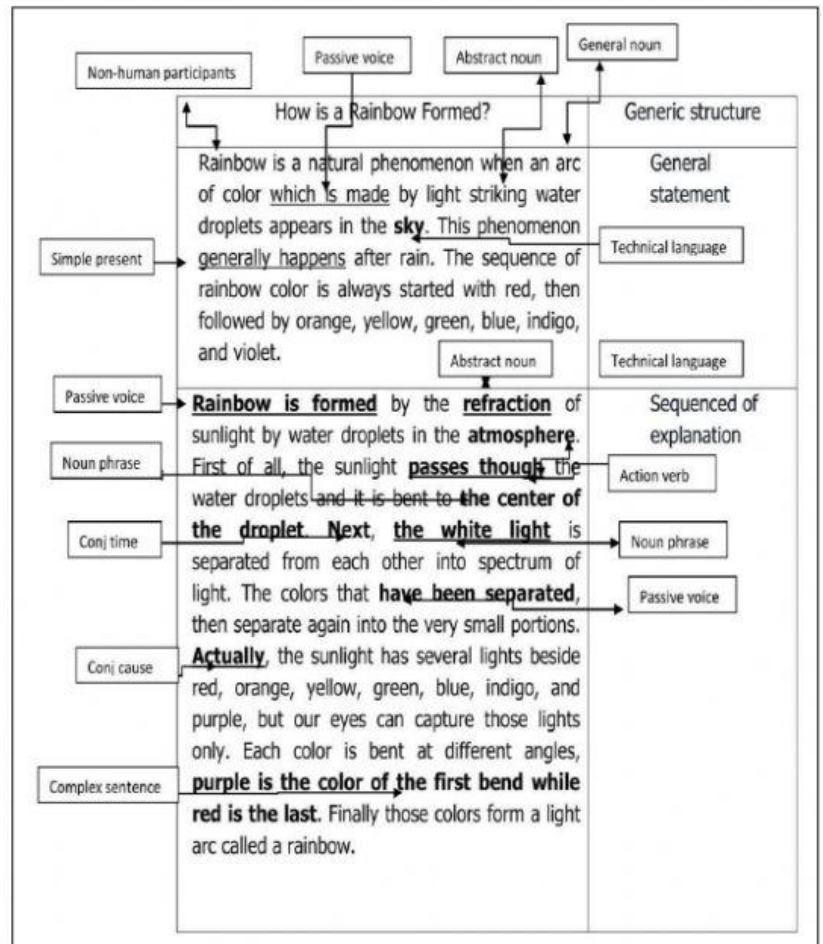 General noun
Passive voice
Abstract noun
Non-human participants
How is a Rainbow Formed?
Generic structure
Rainbow is a natural phenomenon when an arc
of color which is made by light striking water
droplets appears in the sky. This phenomenon
generally happens after rain. The sequence of
rainbow color is always started with red, then
followed by orange, yellow, green, blue, indigo,
and violet.
General
statement
Technical language
Simple present
Abstract noun
Technical language
Passive voice
Rainbow is formed by the refraction of
sunlight by water droplets in the atmosphere.
First of all, the sunlight passes though the
water droplets and it is bent to the center of
the droplet. Next, the white light is
separated from each other into spectrum of
light. The colors that have been separated,
then separate again into the very small portions.
Actually, the sunlight has several lights beside
red, orange, yellow, green, blue, indigo, and
purple, but our eyes can capture those lights
only. Each color is bent at different angles,
purple is the color of the first bend while
red is the last. Finally those colors form a light
arc called a rainbow.
Sequenced of
explanation
Noun phrase
Action verb
Conj time
Noun phrase
Passive voice
Conj cause
Complex sentence